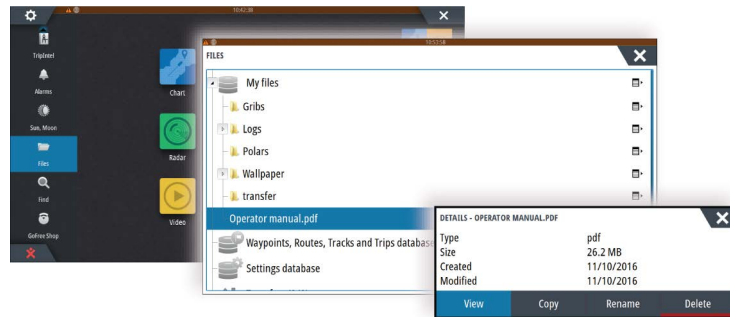 10:42:38
TripIntel
Alarms
Sun, Moon
Files
Find
GoFree Shop
Chart
Radar
Video
10:52:58
FILES
My files
Gribs
Logs
Polars
Wallpaper
transfer
Operator manual.pdf
Waypoints, Routes, Tracks and Trips database
Settings database
DETAILS - OPERATOR MANUAL.PDF
Type pdf
Size 26.2 MB
Created 11/10/2016
Modified 11/10/2016
View Copy Rename Delete